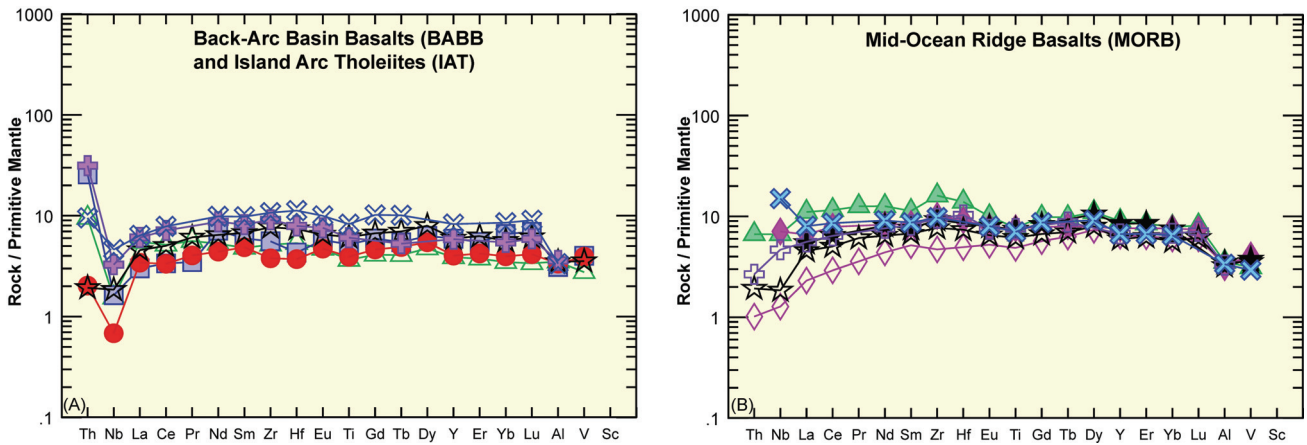 Back-Arc Basin Basalts (BABB
and Island Arc Tholeiites (IAT)
Rock / Primitive Mantle
1000
100
10
1
.1
(A)
Th Nb La Ce Pr Nd Sm Zr Hf Eu Ti Gd Tb Dy Y Er Yb Lu Al V Sc
Mid-Ocean Ridge Basalts (MORB)
Rock / Primitive Mantle
1000
100
10
1
.1
(B)
Th Nb La Ce Pr Nd Sm Zr Hf Eu Ti Gd Tb Dy Y Er Yb Lu Al V Sc